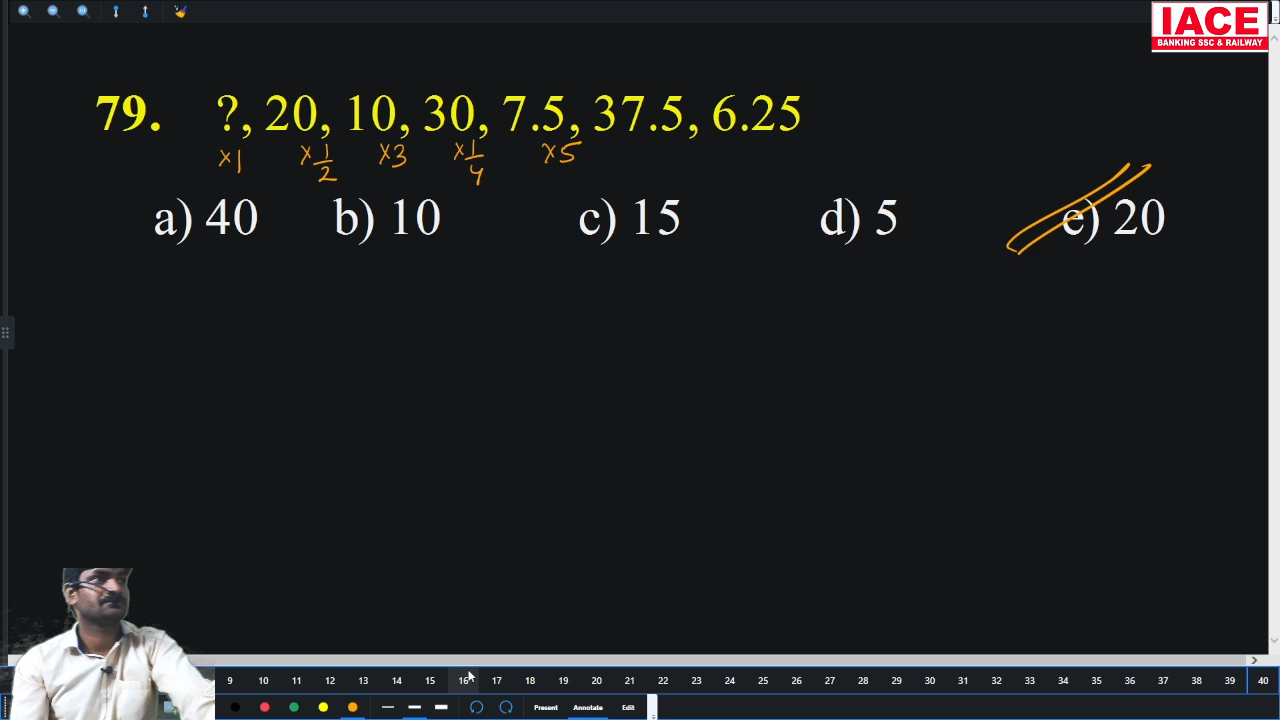 IACE
BANKING SSC & RAILWAY
79. ?, 20, 10, 30, 7.5, 37.5, 6.25
×1 ×1/2 ×3 ×1/4 ×5
a) 40 b) 10 c) 15 d) 5 e) 20
9 10 11 12 13 14 15 16 17 18 19 20 21 22 23 24 25 26 27 28 29 30 31 32 33 34 35 36 37 38 39 40
Present Annotate Edit